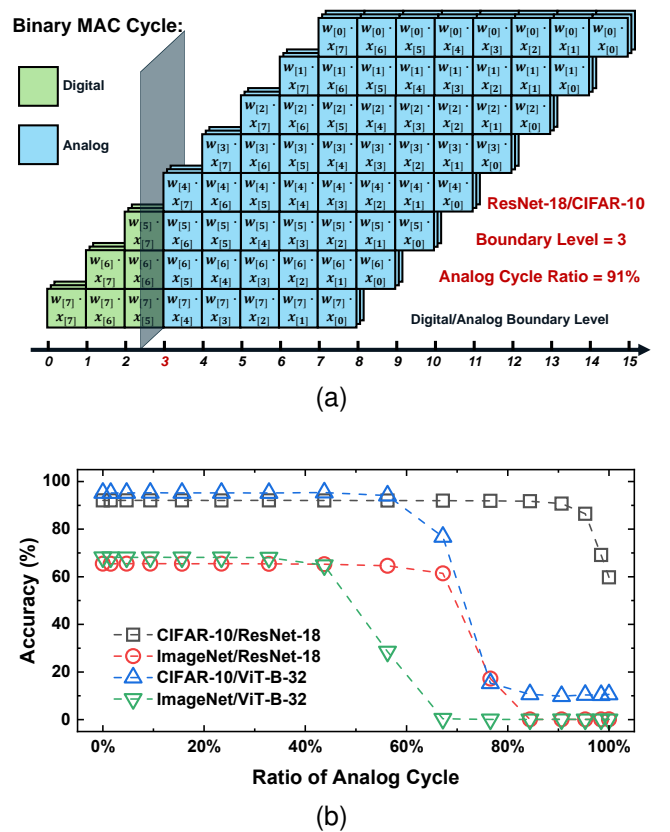 Binary MAC Cycle:
Digital
Analog
w[0]· w[0]· w[0]· w[0]· w[0]· w[0]· w[0]· w[0]·
x[7] x[6] x[5] x[4] x[3] x[2] x[1] x[0]
w[1]· w[1]· w[1]· w[1]· w[1]· w[1]· w[1]· w[1]·
x[7] x[6] x[5] x[4] x[3] x[2] x[1] x[0]
w[2]· w[2]· w[2]· w[2]· w[2]· w[2]· w[2]· w[2]·
x[7] x[6] x[5] x[4] x[3] x[2] x[1] x[0]
w[3]· w[3]· w[3]· w[3]· w[3]· w[3]· w[3]· w[3]·
x[7] x[6] x[5] x[4] x[3] x[2] x[1] x[0]
w[4]· w[4]· w[4]· w[4]· w[4]· w[4]· w[4]· w[4]·
x[7] x[6] x[5] x[4] x[3] x[2] x[1] x[0]
w[5]· w[5]· w[5]· w[5]· w[5]· w[5]· w[5]· w[5]·
x[7] x[6] x[5] x[4] x[3] x[2] x[1] x[0]
w[6]· w[6]· w[6]· w[6]· w[6]· w[6]· w[6]· w[6]·
x[7] x[6] x[5] x[4] x[3] x[2] x[1] x[0]
w[7]· w[7]· w[7]· w[7]· w[7]· w[7]· w[7]· w[7]·
x[7] x[6] x[5] x[4] x[3] x[2] x[1] x[0]
ResNet-18/CIFAR-10
Boundary Level = 3
Analog Cycle Ratio = 91%
Digital/Analog Boundary Level
0 1 2 3 4 5 6 7 8 9 10 11 12 13 14 15
(a)
Accuracy (%)
100
80
60
40
20
0
CIFAR-10/ResNet-18
ImageNet/ResNet-18
CIFAR-10/ViT-B-32
ImageNet/ViT-B-32
0% 20% 40% 60% 80% 100%
Ratio of Analog Cycle
(b)